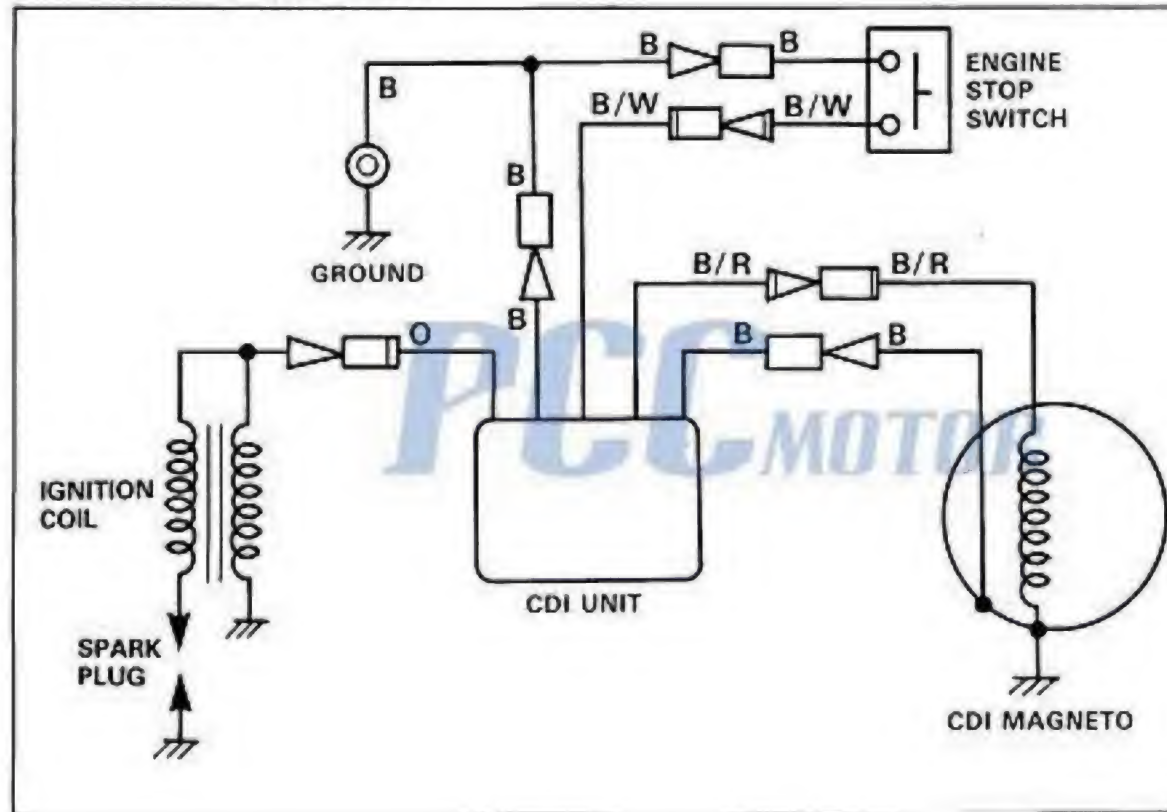 B
B
ENGINE
STOP
SWITCH
B
B/W
B/W
B
GROUND
B/R
B/R
O
B
B
B
PCC MOTOR
IGNITION
COIL
CDI UNIT
SPARK
PLUG
CDI MAGNETO